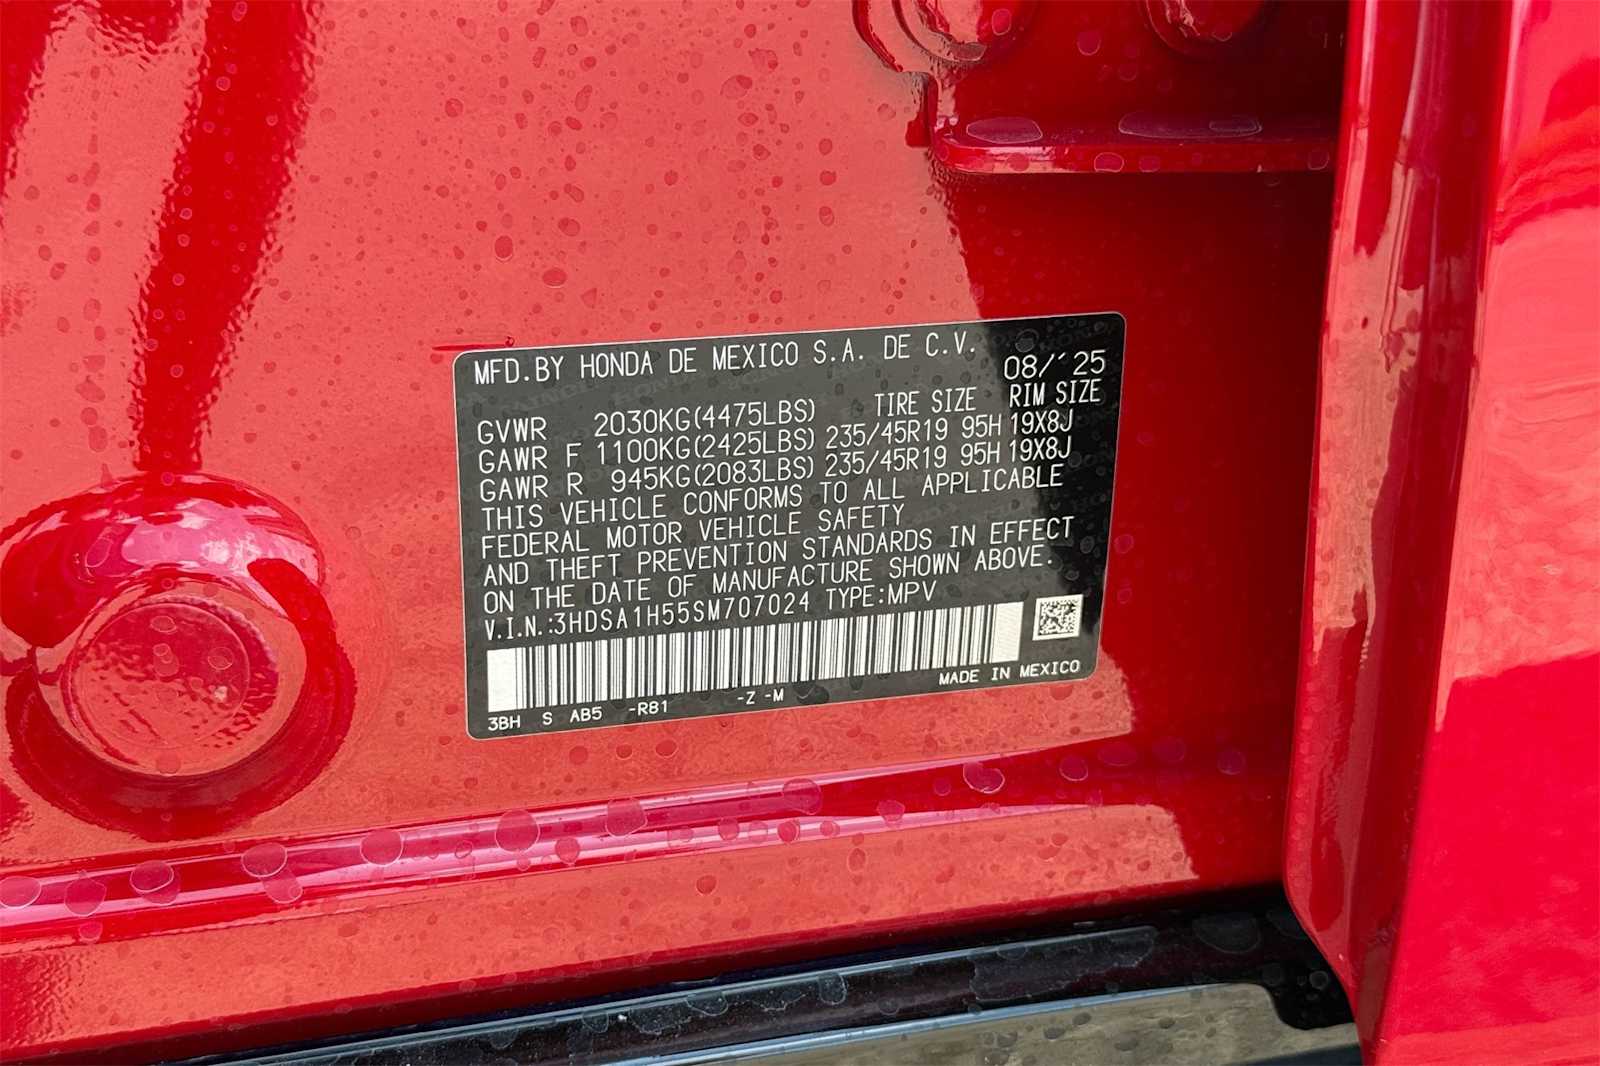 MFD.BY HONDA DE MEXICO S.A. DE C.V.
08/´25
TIRE SIZE RIM SIZE
GVWR 2030KG(4475LBS)
GAWR F 1100KG(2425LBS) 235/45R19 95H 19X8J
GAWR R 945KG(2083LBS) 235/45R19 95H 19X8J
THIS VEHICLE CONFORMS TO ALL APPLICABLE
FEDERAL MOTOR VEHICLE SAFETY
AND THEFT PREVENTION STANDARDS IN EFFECT
ON THE DATE OF MANUFACTURE SHOWN ABOVE.
V.I.N.:3HDSA1H55SM707024 TYPE:MPV
MADE IN MEXICO
3BH S AB5 -R81 -Z -M